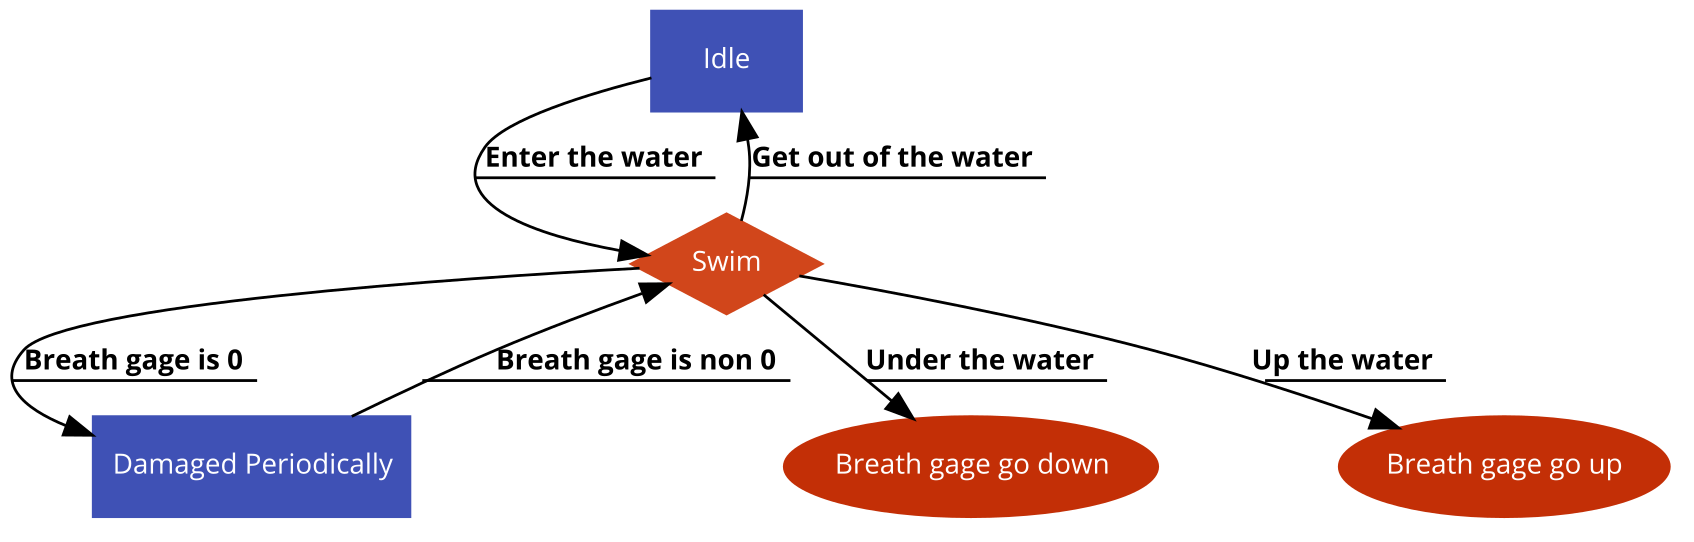 Idle
Enter the water
Get out of the water
Swim
Breath gage is 0
Breath gage is non 0
Under the water
Up the water
Damaged Periodically
Breath gage go down
Breath gage go up